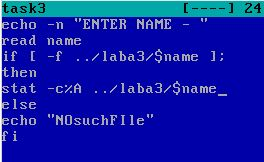 task3 [----] 24
echo -n "ENTER NAME - "
read name
if [ -f ../laba3/$name ];
then
stat -c%A ../laba3/$name_
else
echo "NOsuchFIle"
fi